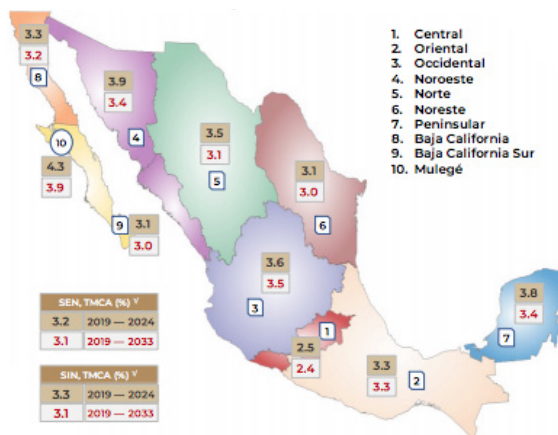 3.3
3.2
8
3.9
3.4
4
10
4.3
3.9
9
3.1
3.0
3.5
3.1
5
3.1
3.0
6
3.6
3.5
3
1
2.5
2.4
3.3
3.3
2
3.8
3.4
7
1. Central
2. Oriental
3. Occidental
4. Noroeste
5. Norte
6. Noreste
7. Peninsular
8. Baja California
9. Baja California Sur
10. Mulegé
SEN, TMCA (%) 1/
3.2 2019 — 2024
3.1 2019 — 2033
SIN, TMCA (%) 1/
3.3 2019 — 2024
3.1 2019 — 2033